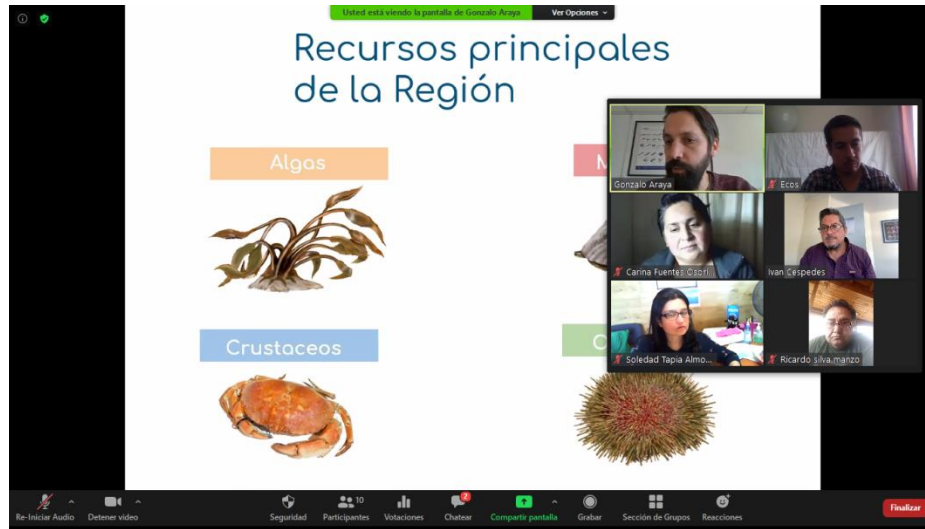 Usted está viendo la pantalla de Gonzalo Araya
Ver Opciones
Recursos principales
de la Región
Algas
M
Gonzalo Araya
Ecos
Carina Fuentes Osori...
Ivan Cespedes
Crustaceos
C
Soledad Tapia Almo...
Ricardo silva.manzo
Re-Iniciar Audio
Detener video
Seguridad
Participantes
10
Votaciones
Chatear
2
Compartir pantalla
Grabar
Sección de Grupos
Reacciones
Finalizar